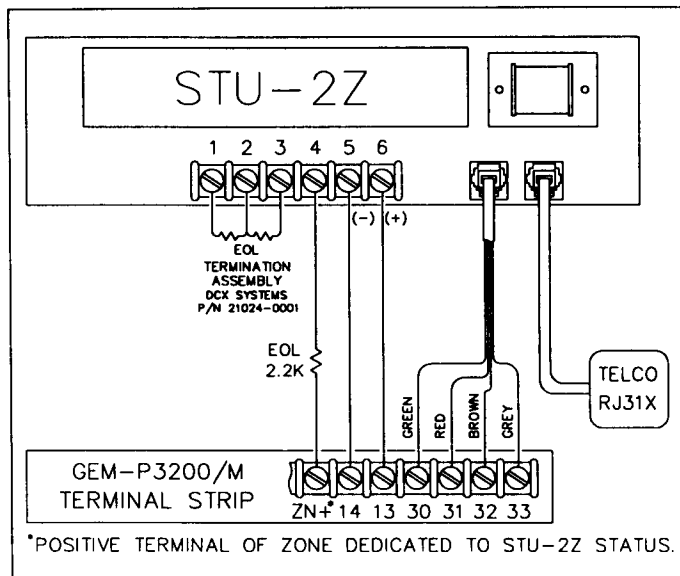 STU-2Z
1 2 3 4 5 6
(-) (+)
EOL
TERMINATION
ASSEMBLY
DCX SYSTEMS
P/N 21024-0001
EOL
2.2K
GREEN
RED
BROWN
GREY
TELCO
RJ31X
GEM-P3200/M
TERMINAL STRIP
ZN+* 14 13 30 31 32 33
*POSITIVE TERMINAL OF ZONE DEDICATED TO STU-2Z STATUS.